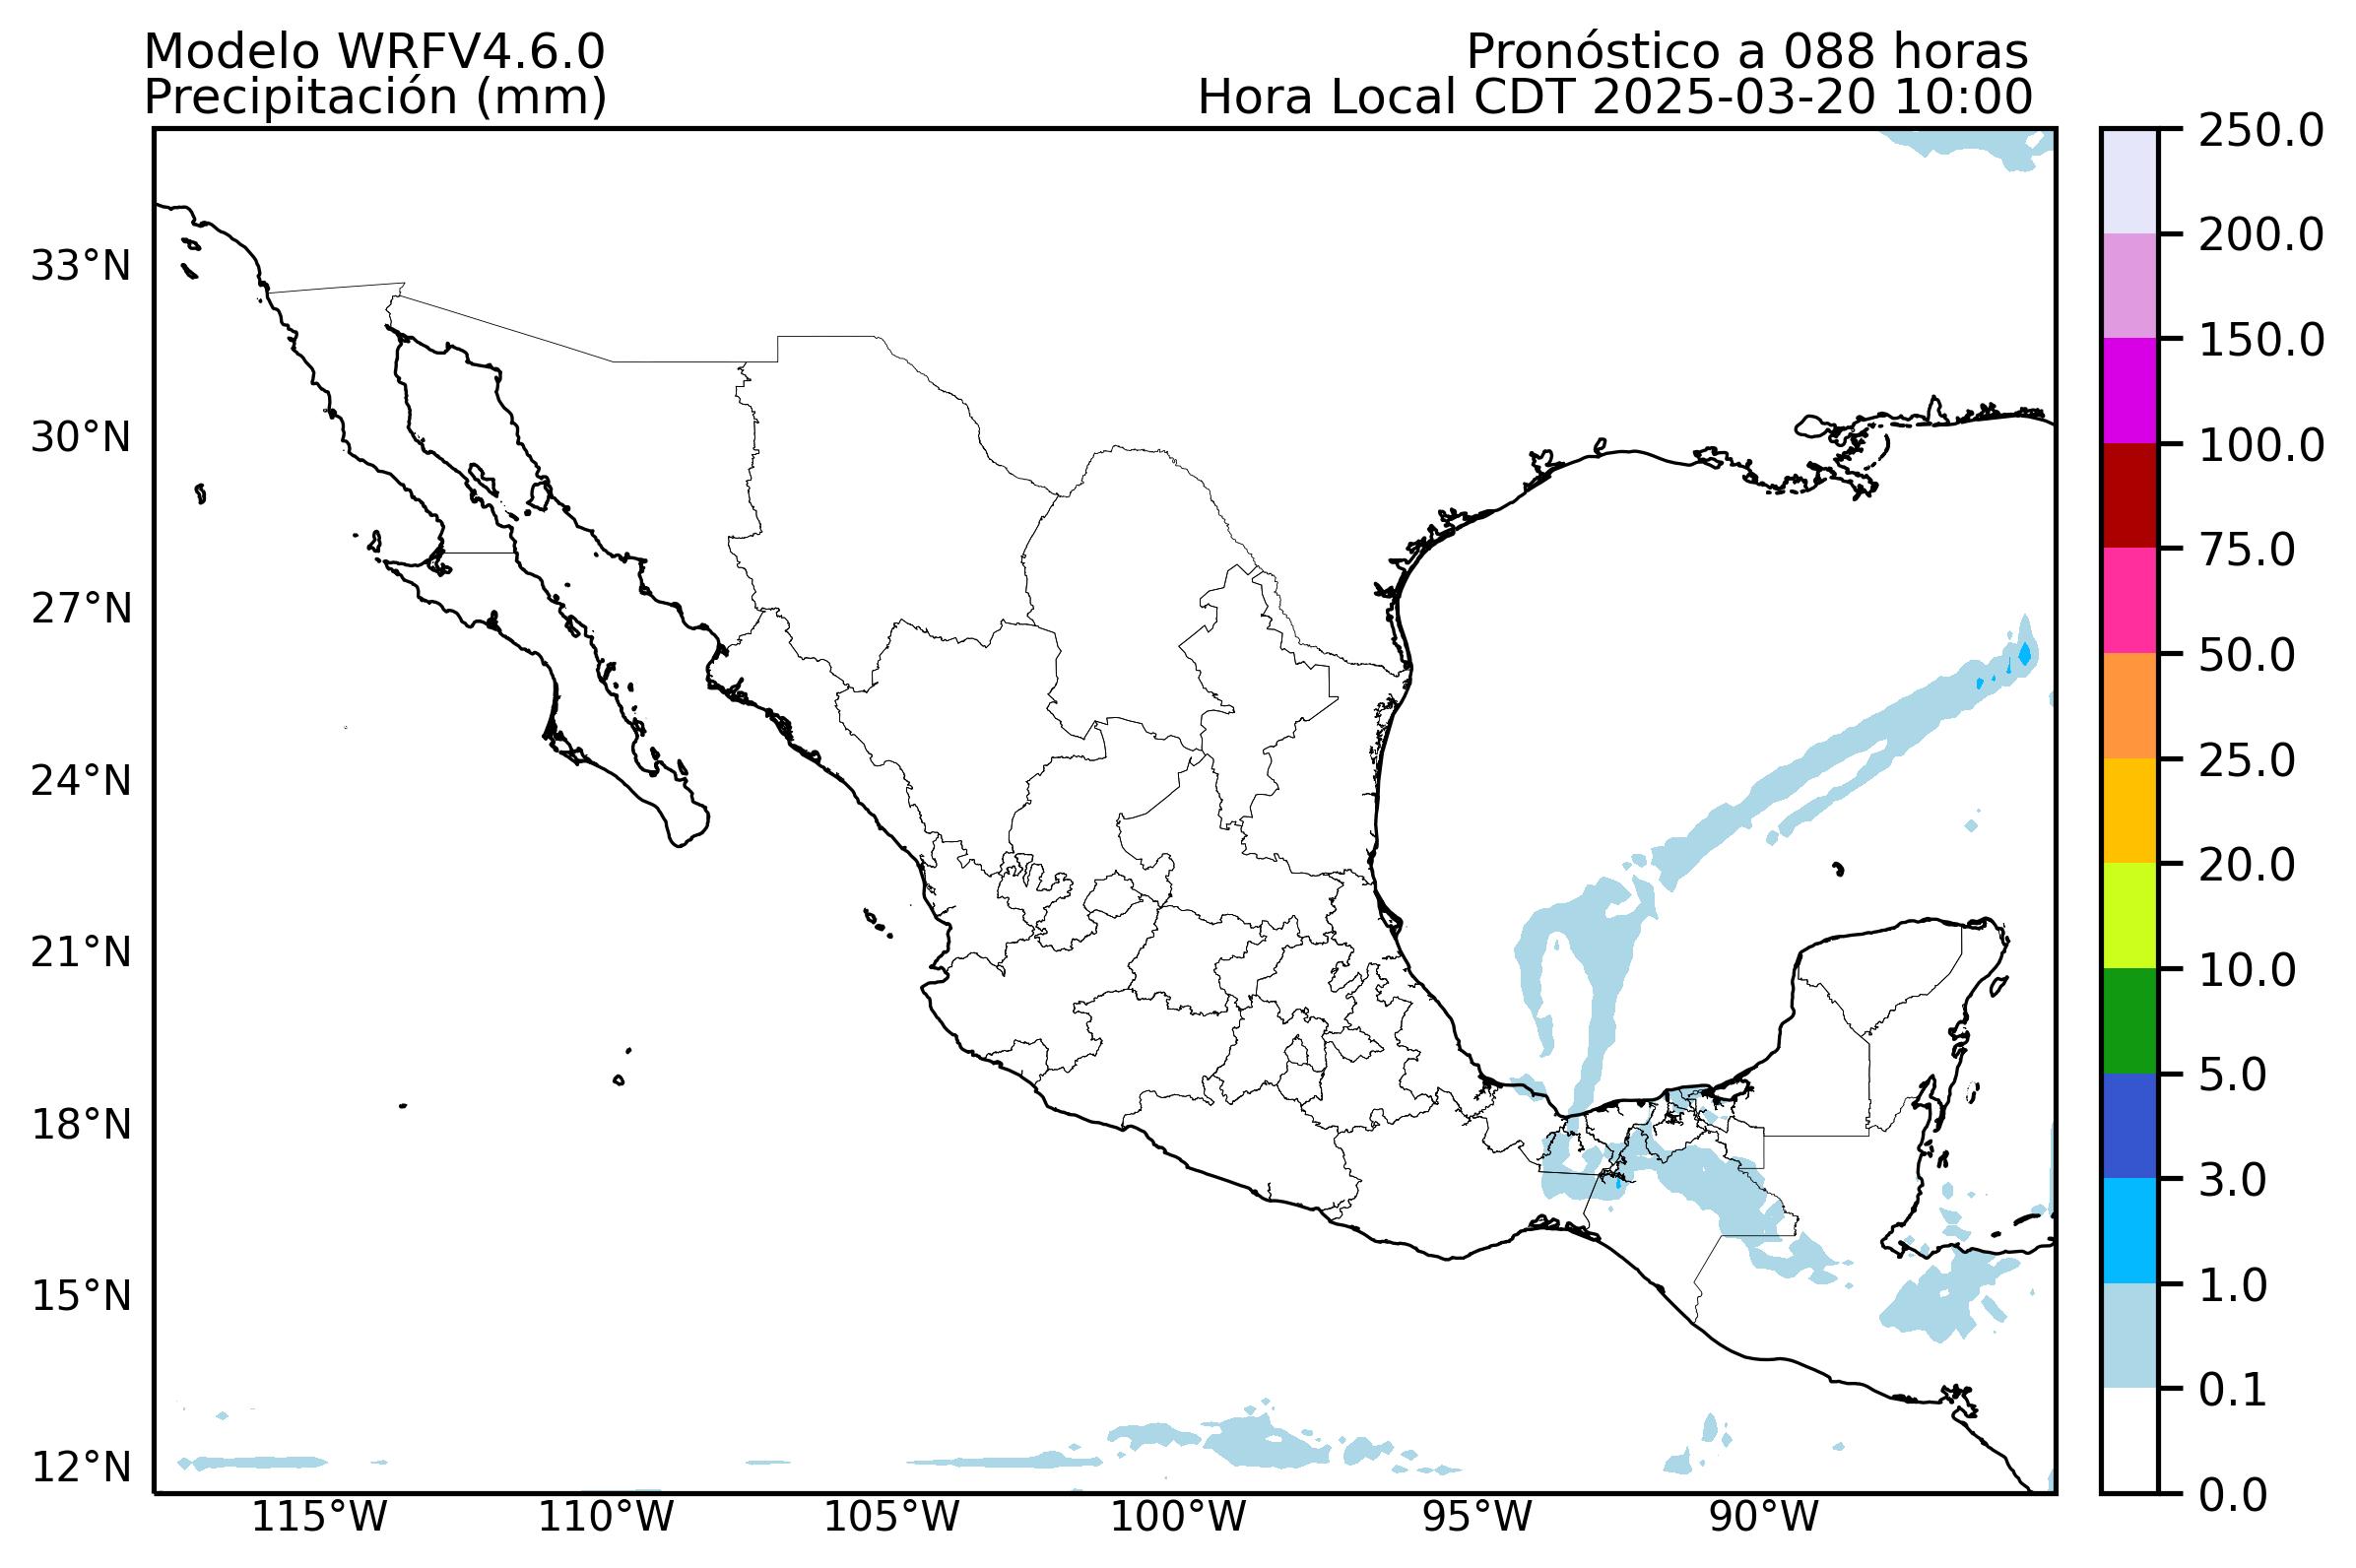 Modelo WRFV4.6.0
Precipitación (mm)
Pronóstico a 088 horas
Hora Local CDT 2025-03-20 10:00
33°N
30°N
27°N
24°N
21°N
18°N
15°N
12°N
115°W
110°W
105°W
100°W
95°W
90°W
250.0
200.0
150.0
100.0
75.0
50.0
25.0
20.0
10.0
5.0
3.0
1.0
0.1
0.0